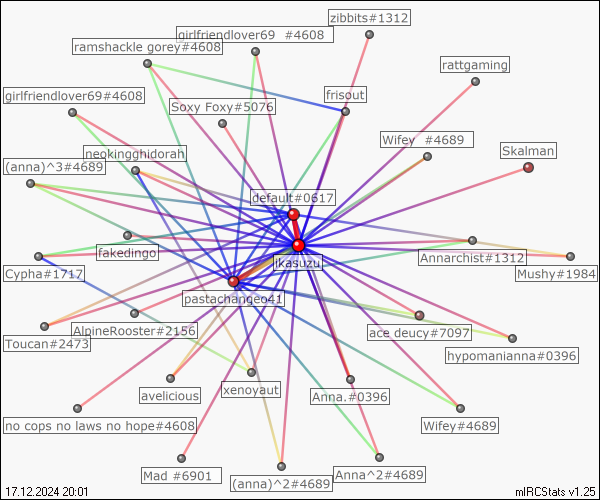 zibbits#1312
girlfriendlover69 #4608
ramshackle gorey#4608
rattgaming
girlfriendlover69#4608
frisout
Soxy Foxy#5076
Wifey #4689
Skalman
neokingghidorah
(anna)^3#4689
default#0617
fakedingo
Annarchist#1312
ikasuzu
Cypha#1717
Mushy#1984
pastachangeo41
AlpineRooster#2156
ace deucy#7097
Toucan#2473
hypomanianna#0396
xenoyaut
avelicious
Anna.#0396
no cops no laws no hope#4608
Wifey#4689
Mad #6901
(anna)^2#4689
Anna^2#4689
17.12.2024 20:01
mIRCStats v1.25